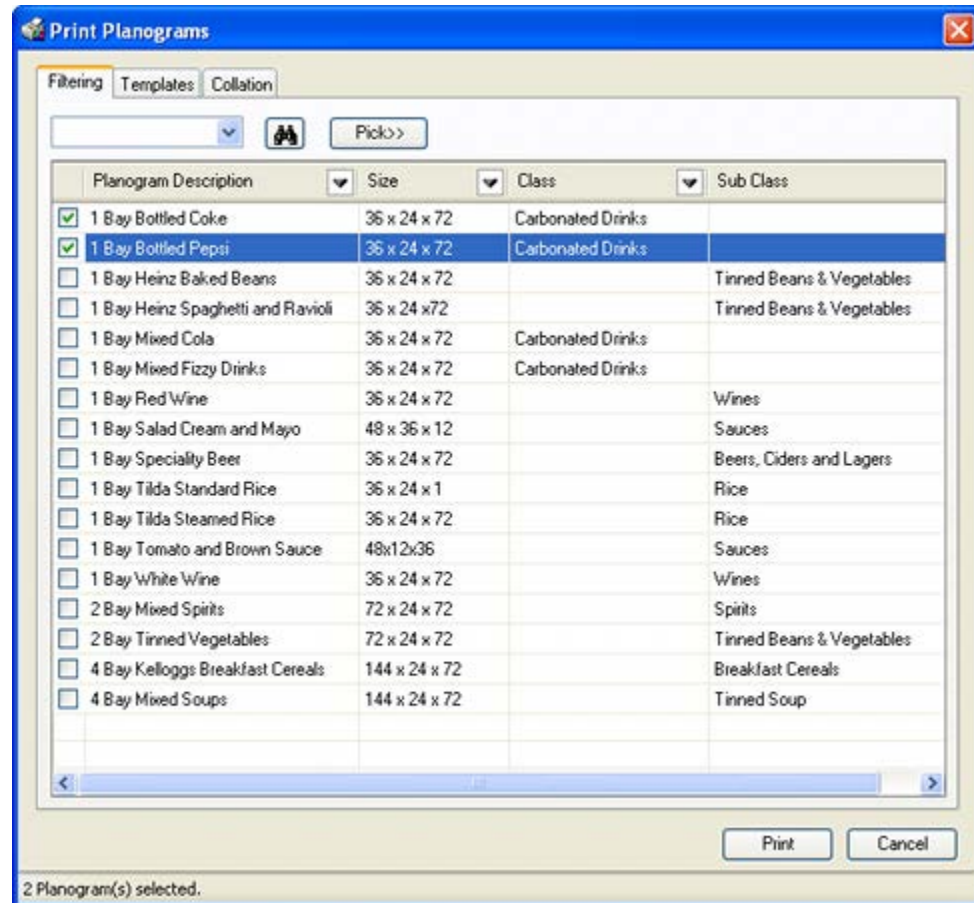 Print Planograms
Filtering Templates Collation
Pick>>
Planogram Description Size Class Sub Class
1 Bay Bottled Coke 36 x 24 x 72 Carbonated Drinks
1 Bay Bottled Pepsi 36 x 24 x 72 Carbonated Drinks
1 Bay Heinz Baked Beans 36 x 24 x 72 Tinned Beans & Vegetables
1 Bay Heinz Spaghetti and Ravioli 36 x 24 x72 Tinned Beans & Vegetables
1 Bay Mixed Cola 36 x 24 x 72 Carbonated Drinks
1 Bay Mixed Fizzy Drinks 36 x 24 x 72 Carbonated Drinks
1 Bay Red Wine 36 x 24 x 72 Wines
1 Bay Salad Cream and Mayo 48 x 36 x 12 Sauces
1 Bay Speciality Beer 36 x 24 x 72 Beers, Ciders and Lagers
1 Bay Tilda Standard Rice 36 x 24 x 1 Rice
1 Bay Tilda Steamed Rice 36 x 24 x 72 Rice
1 Bay Tomato and Brown Sauce 48x12x36 Sauces
1 Bay White Wine 36 x 24 x 72 Wines
2 Bay Mixed Spirits 72 x 24 x 72 Spirits
2 Bay Tinned Vegetables 72 x 24 x 72 Tinned Beans & Vegetables
4 Bay Kelloggs Breakfast Cereals 144 x 24 x 72 Breakfast Cereals
4 Bay Mixed Soups 144 x 24 x 72 Tinned Soup
Print Cancel
2 Planogram(s) selected.